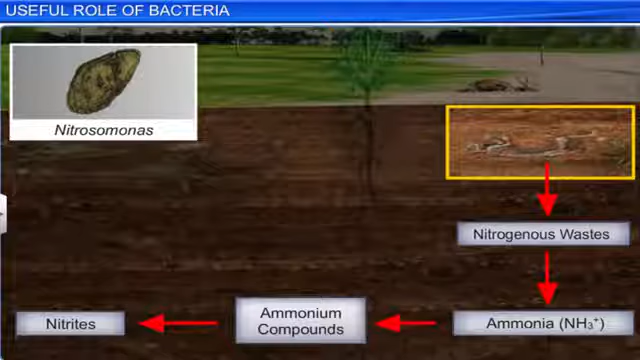 USEFUL ROLE OF BACTERIA
Nitrosomonas
Nitrogenous Wastes
Ammonia (NH₃⁺)
Ammonium
Compounds
Nitrites